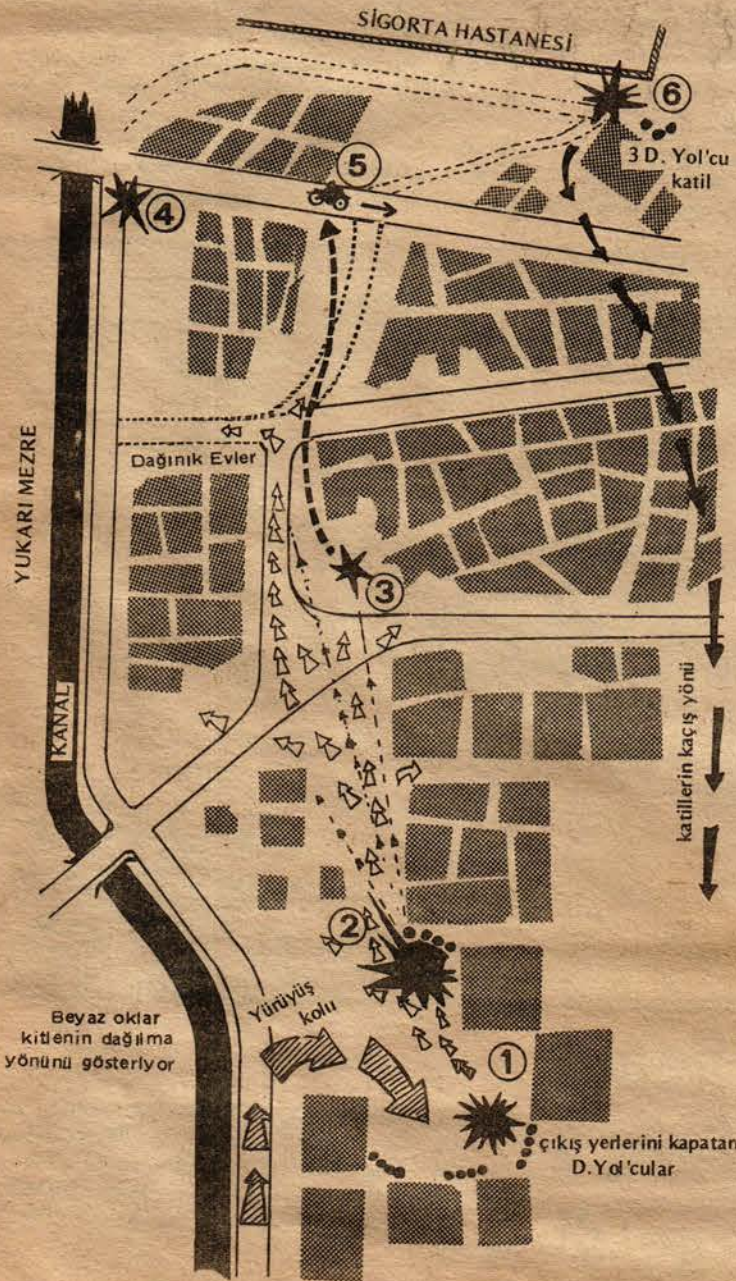 SİGORTA HASTANESİ
6
3 D. Yol'cu
katil
5
4
YUKARI MEZRE
Dağınık Evler
3
KANAL
katillerin kaçış yönü
2
Beyaz oklar
kitlenin dağılma
yönünü gösteriyor
Yürüyüş
kolu
1
çıkış yerlerini kapatan
D.Yol'cular